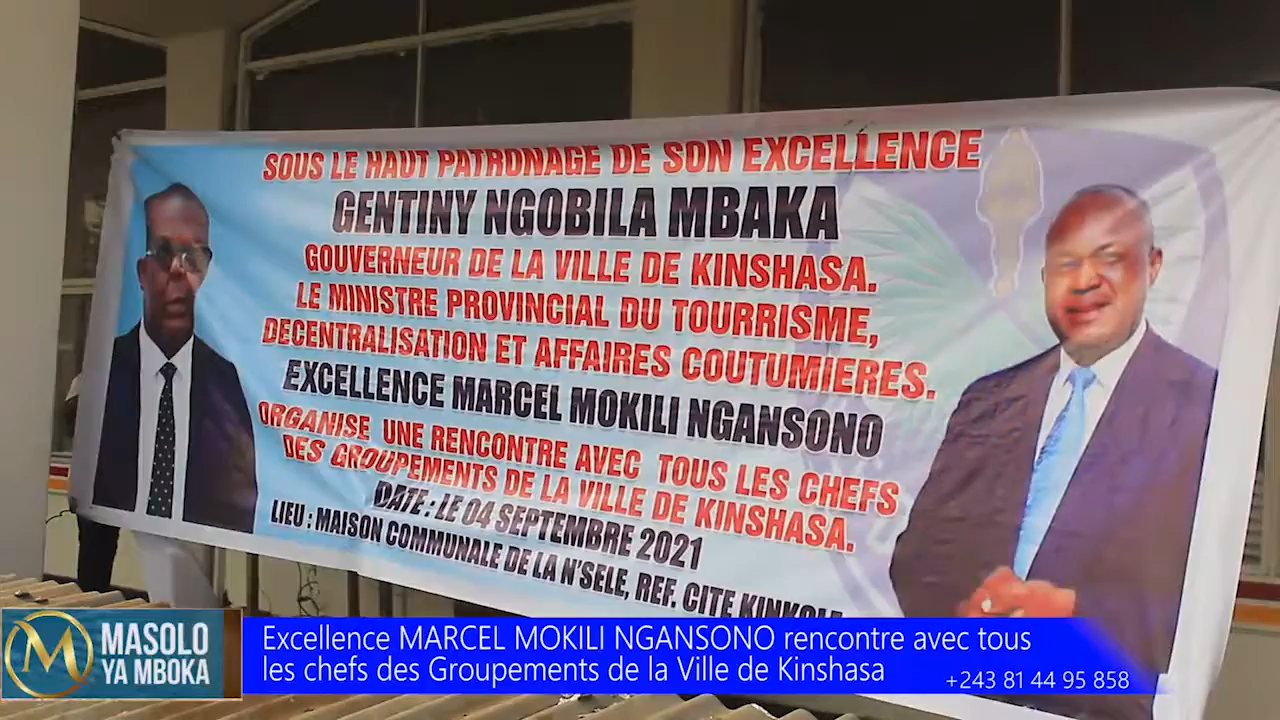 SOUS LE HAUT PATRONAGE DE SON EXCELLENCE
GENTINY NGOBILA MBAKA
GOUVERNEUR DE LA VILLE DE KINSHASA.
LE MINISTRE PROVINCIAL DU TOURRISME,
DECENTRALISATION ET AFFAIRES COUTUMIERES.
EXCELLENCE MARCEL MOKILI NGANSONO
ORGANISE UNE RENCONTRE AVEC TOUS LES CHEFS
DES GROUPEMENTS DE LA VILLE DE KINSHASA.
DATE : LE 04 SEPTEMBRE 2021
LIEU : MAISON COMMUNALE DE LA N'SELE, REF. CITE KINKOLE
MASOLO
YA MBOKA
Excellence MARCEL MOKILI NGANSONO rencontre avec tous
les chefs des Groupements de la Ville de Kinshasa
+243 81 44 95 858